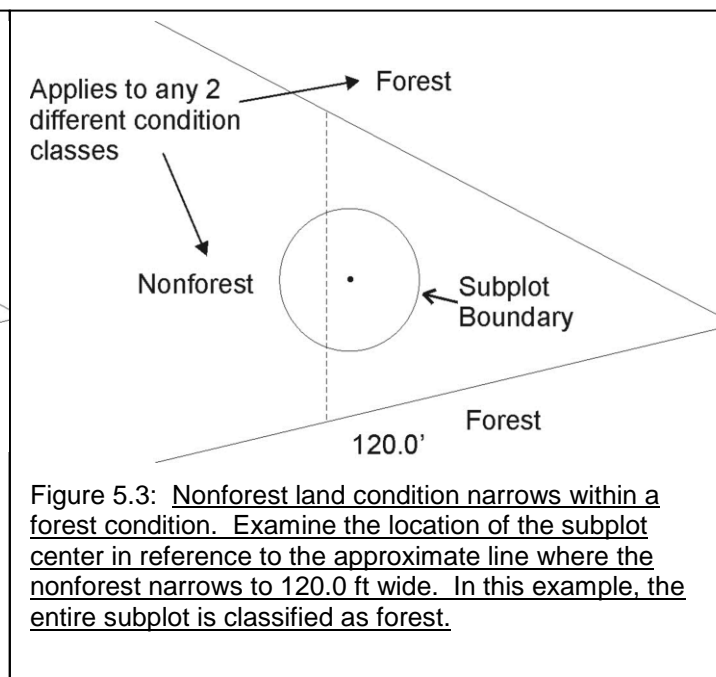 Applies to any 2
different condition
classes
Forest
Nonforest
Subplot
Boundary
Forest
120.0'
Figure 5.3: Nonforest land condition narrows within a
forest condition. Examine the location of the subplot
center in reference to the approximate line where the
nonforest narrows to 120.0 ft wide. In this example, the
entire subplot is classified as forest.